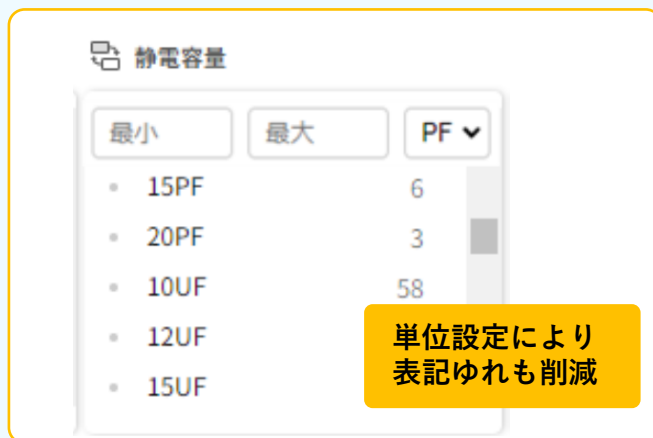 静電容量
最小 最大 PF
15PF 6
20PF 3
10UF 58
12UF
15UF
単位設定により
表記ゆれも削減